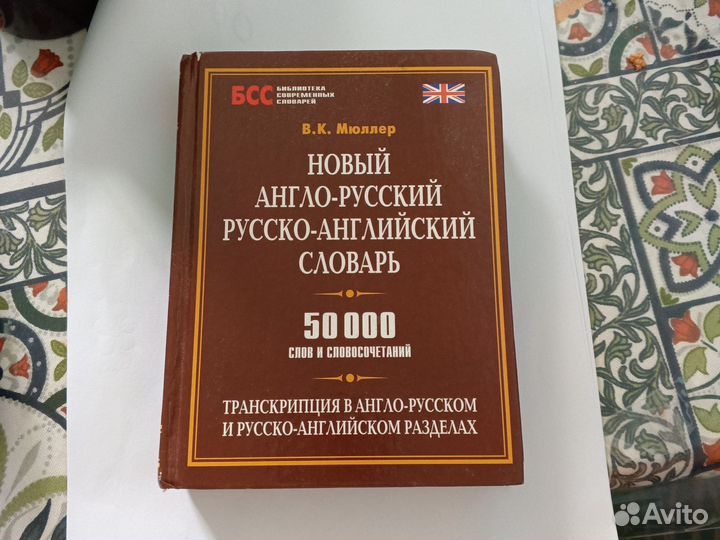 БСС
БИБЛИОТЕКА
СОВРЕМЕННЫХ
СЛОВАРЕЙ
В.К. Мюллер
НОВЫЙ
АНГЛО-РУССКИЙ
РУССКО-АНГЛИЙСКИЙ
СЛОВАРЬ
50 000
СЛОВ И СЛОВОСОЧЕТАНИЙ
ТРАНСКРИПЦИЯ В АНГЛО-РУССКОМ
И РУССКО-АНГЛИЙСКОМ РАЗДЕЛАХ
Avito